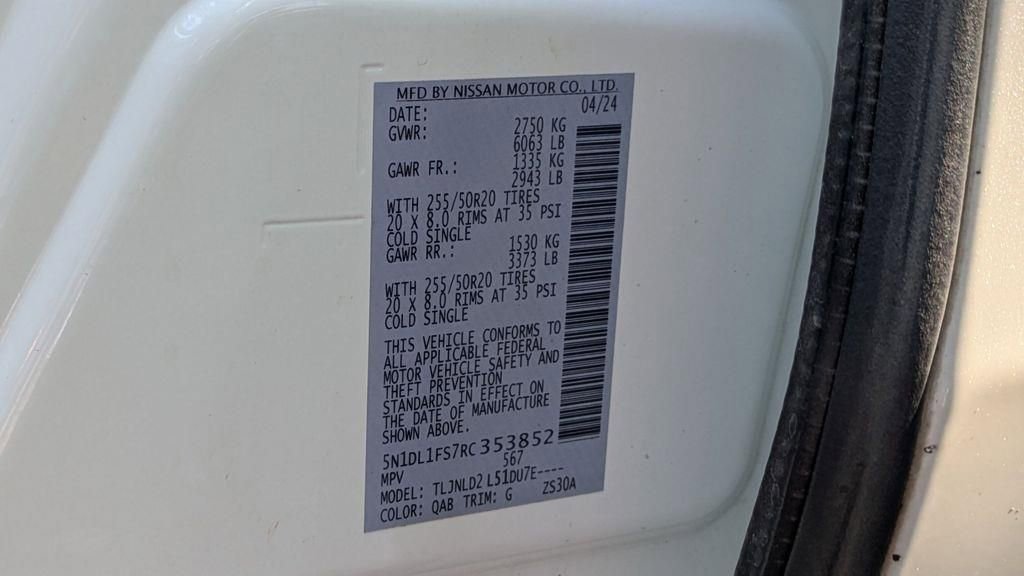 MFD BY NISSAN MOTOR CO., LTD.
DATE: 04/24
GVWR: 2750 KG
6063 LB
GAWR FR.: 1335 KG
2943 LB
WITH 255/50R20 TIRES
20 X 8.0 RIMS AT 35 PSI
COLD SINGLE
GAWR RR.: 1530 KG
3373 LB
WITH 255/50R20 TIRES
20 X 8.0 RIMS AT 35 PSI
COLD SINGLE
THIS VEHICLE CONFORMS TO
ALL APPLICABLE FEDERAL
MOTOR VEHICLE SAFETY AND
THEFT PREVENTION
STANDARDS IN EFFECT ON
THE DATE OF MANUFACTURE
SHOWN ABOVE.
5N1DL1FS7RC353852
MPV 567
MODEL: TLJNLD2 L51DU7E----
COLOR: QAB TRIM: G ZS30A